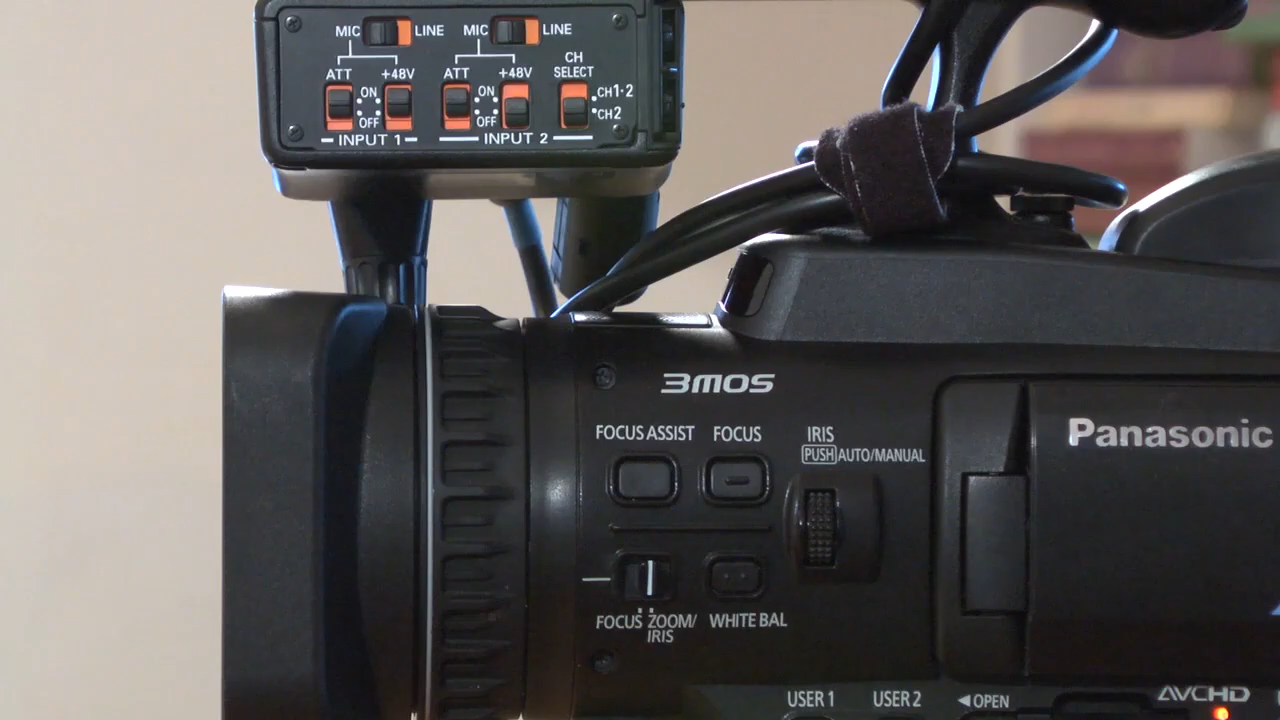 MIC LINE MIC LINE
CH
SELECT
ATT +48V ATT +48V
ON ON CH1·2
OFF OFF CH2
INPUT 1 INPUT 2
3MOS
Panasonic
FOCUS ASSIST FOCUS IRIS
PUSH AUTO/MANUAL
FOCUS ZOOM/
IRIS
WHITE BAL
USER 1 USER 2 ◄OPEN AVCHD